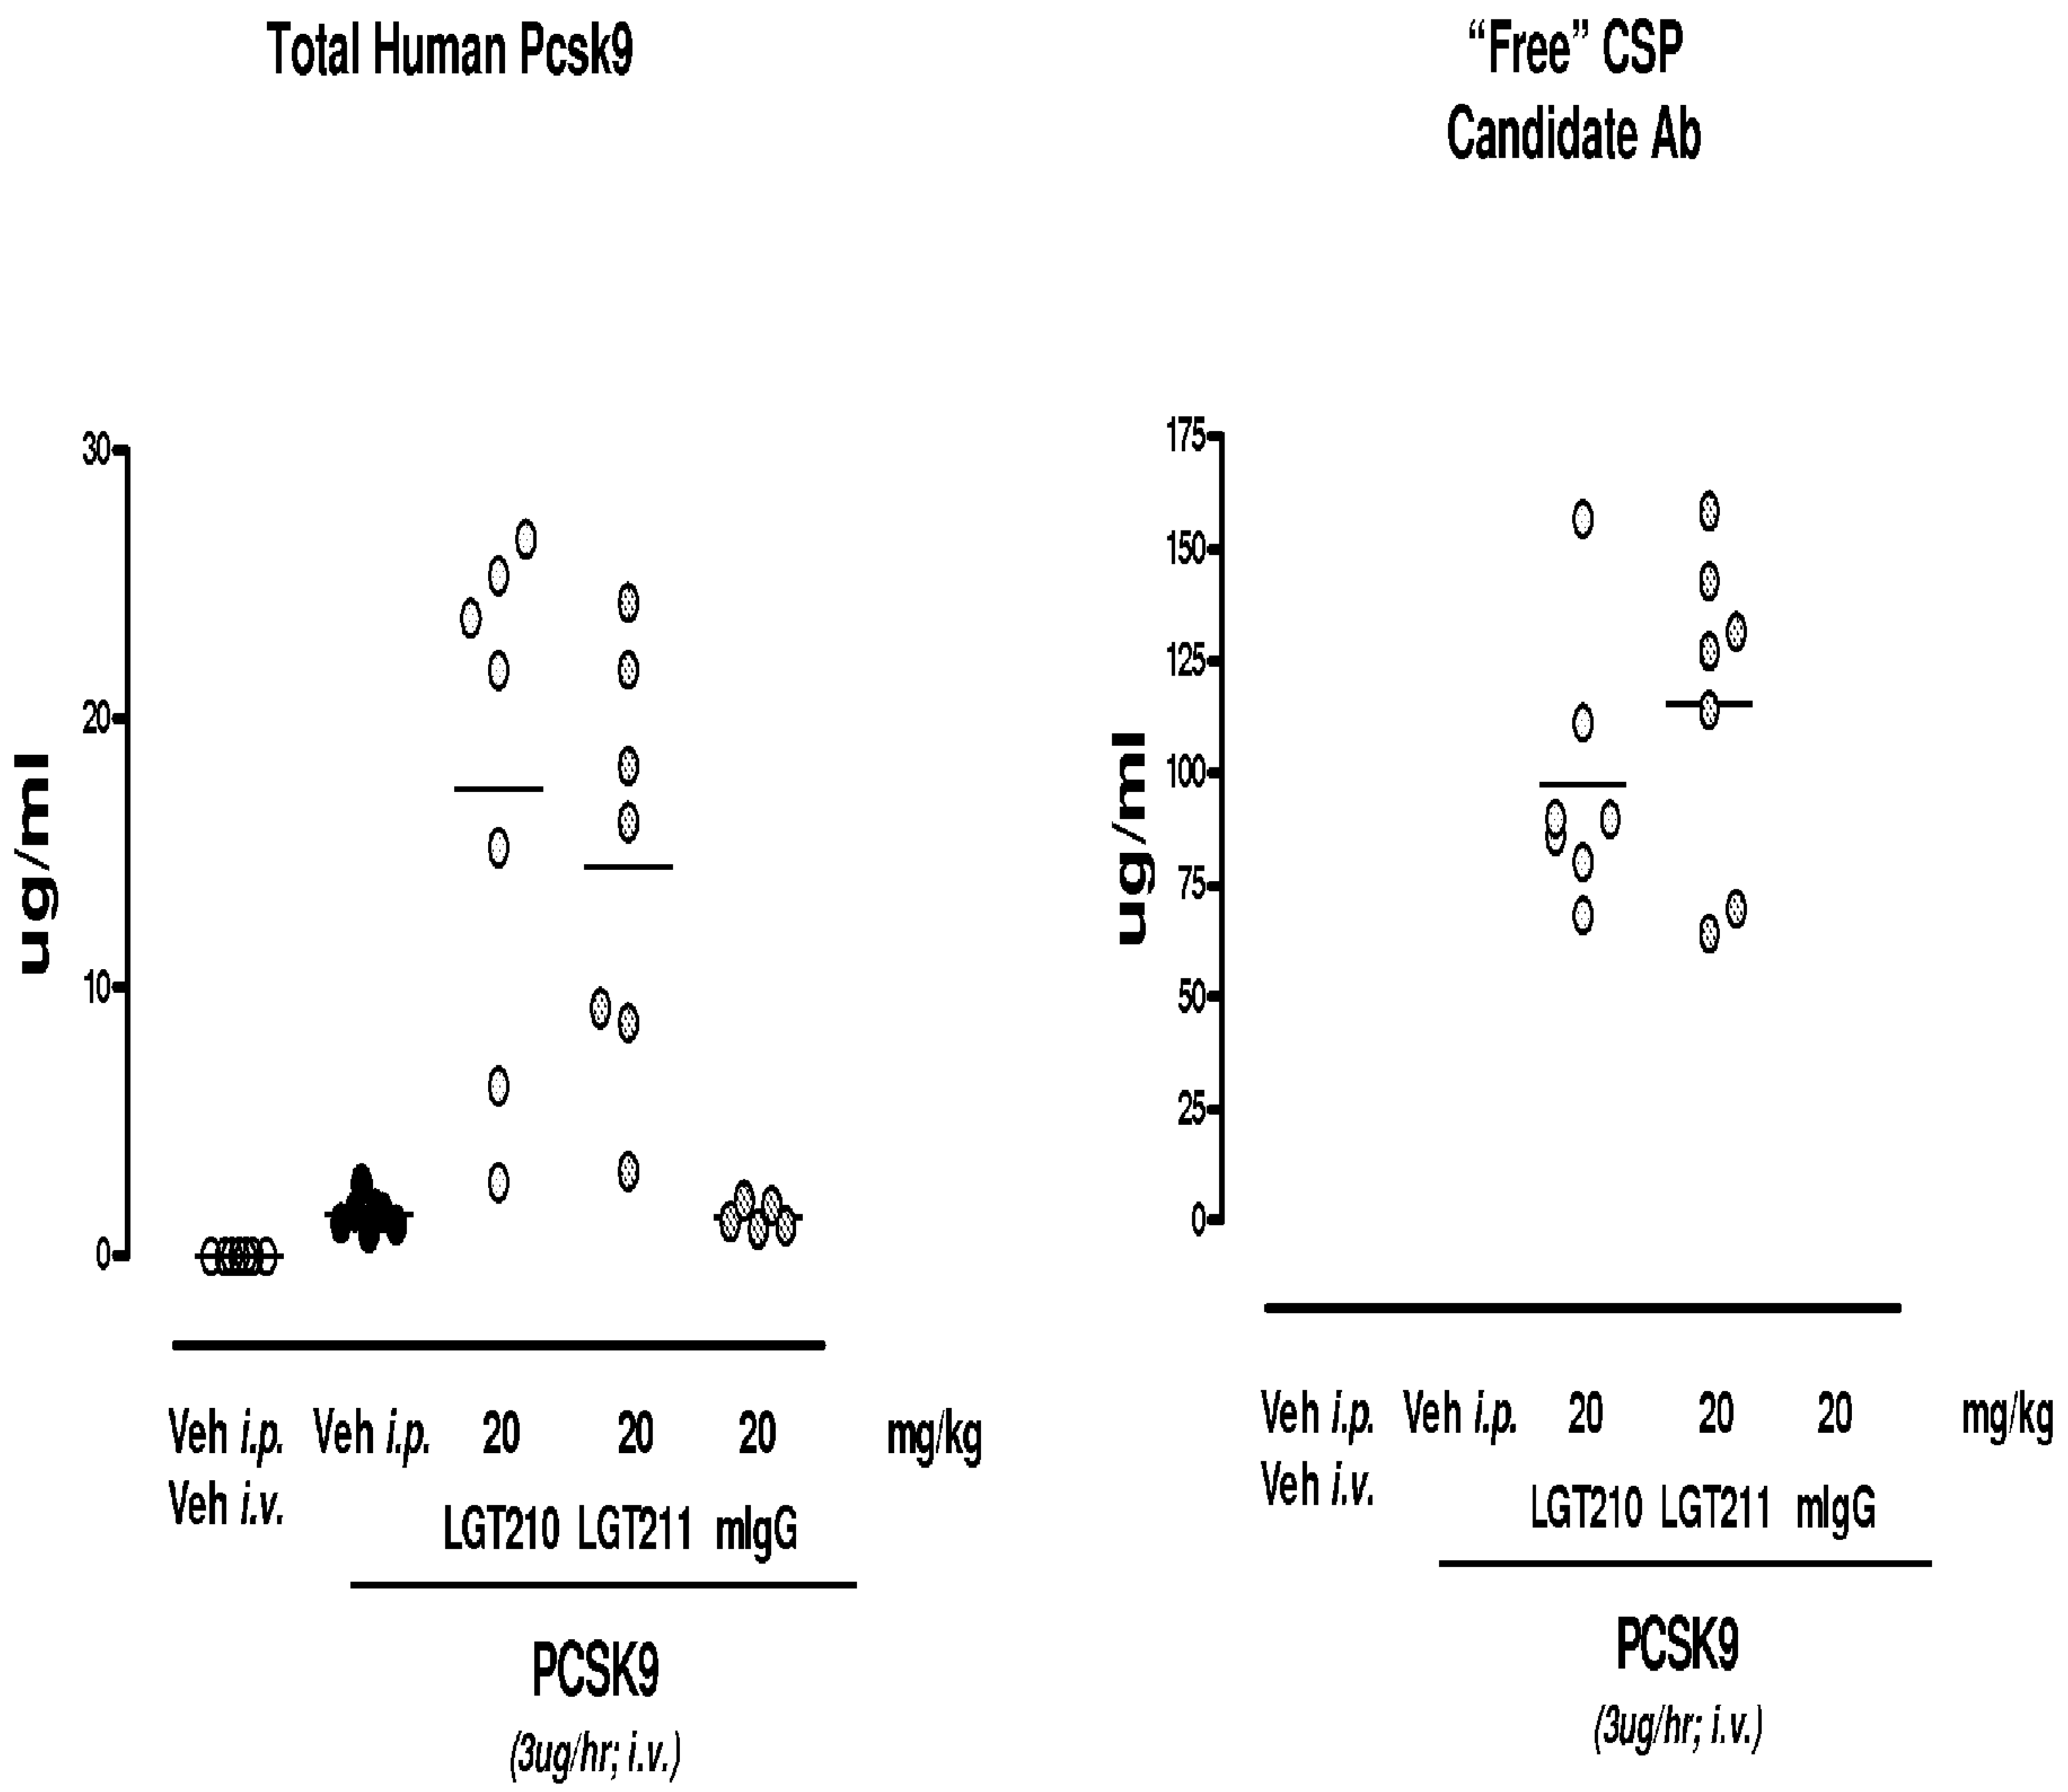 Total Human Pcsk9
ug/ml
30
20
10
0
Veh i.p. Veh i.p. 20 20 20 mg/kg
Veh i.v.
LGT210 LGT211 mIgG
PCSK9
(3ug/hr; i.v.)
“Free” CSP
Candidate Ab
ug/ml
175
150
125
100
75
50
25
0
Veh i.p. Veh i.p. 20 20 20 mg/kg
Veh i.v.
LGT210 LGT211 mIgG
PCSK9
(3ug/hr; i.v.)